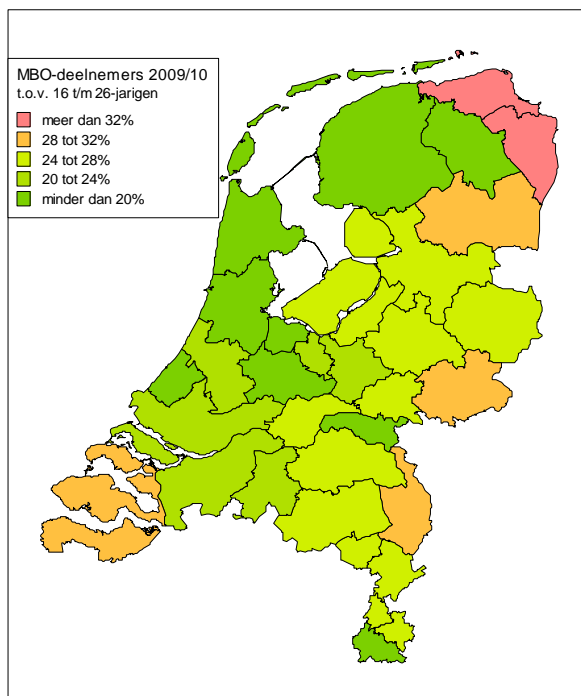 MBO-deelnemers 2009/10
t.o.v. 16 t/m 26-jarigen
meer dan 32%
28 tot 32%
24 tot 28%
20 tot 24%
minder dan 20%